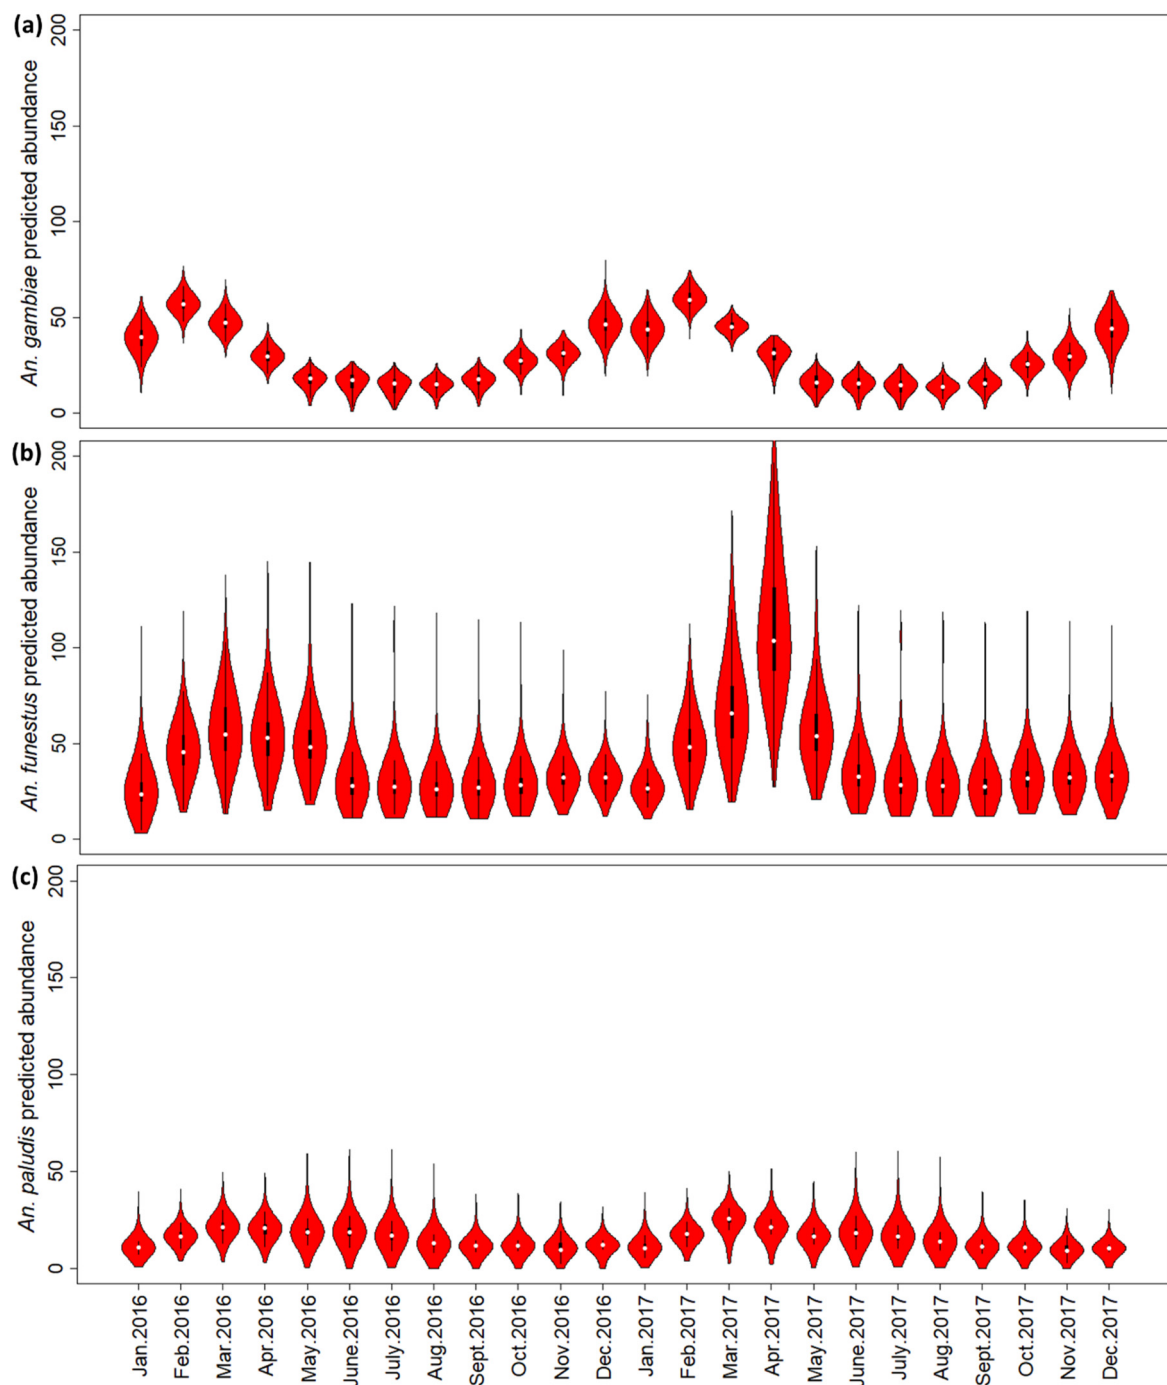 (a)
An. gambiae predicted abundance
200
150
100
50
0
(b)
An. funestus predicted abundance
200
150
100
50
0
(c)
An. paludis predicted abundance
200
150
100
50
0
Jan.2016
Feb.2016
Mar.2016
Apr.2016
May.2016
June.2016
July.2016
Aug.2016
Sept.2016
Oct.2016
Nov.2016
Dec.2016
Jan.2017
Feb.2017
Mar.2017
Apr.2017
May.2017
June.2017
July.2017
Aug.2017
Sept.2017
Oct.2017
Nov.2017
Dec.2017